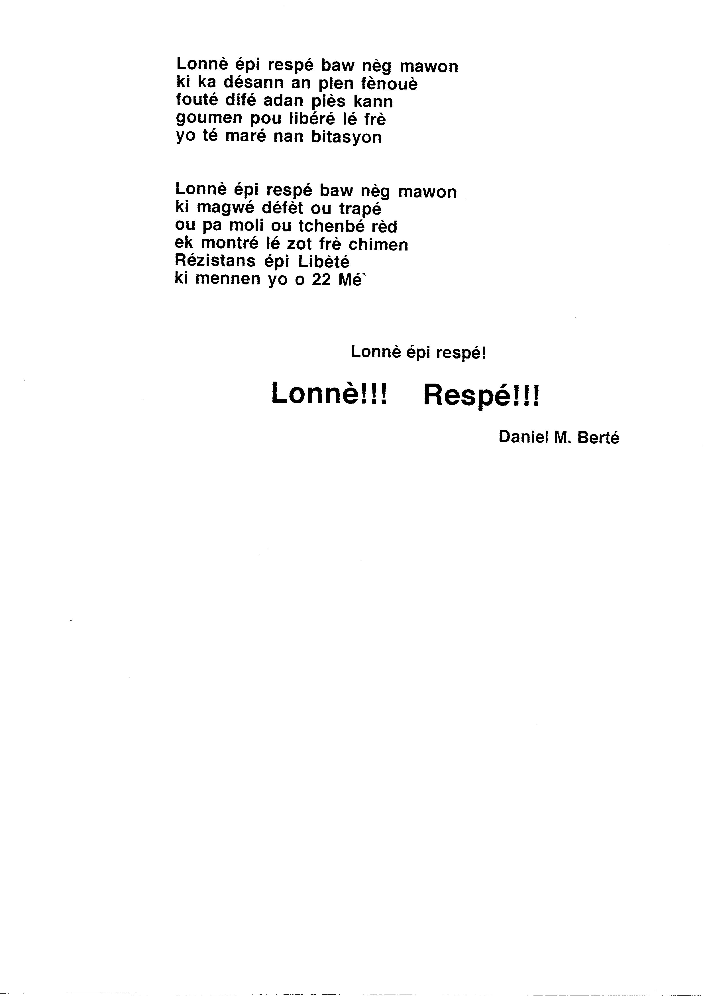 Lonnè épi respé baw nèg mawon
ki ka désann an plen fènouè
fouté difé adan piès kann
goumen pou libéré lé frè
yo té maré nan bitasyon
Lonnè épi respé baw nèg mawon
ki magwé défèt ou trapé
ou pa moli ou tchenbé rèd
ek montré lé zot frè chimen
Rézistans épi Libèté
ki mennen yo o 22 Mé`
Lonnè épi respé!
Lonnè!!! Respé!!!
Daniel M. Berté